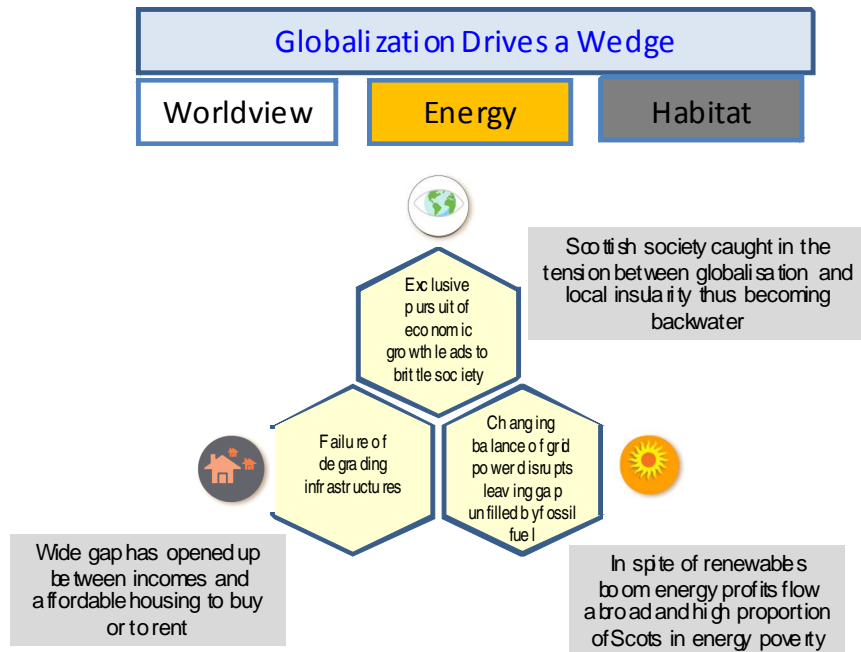 Globalization Drives a Wedge
Worldview
Energy
Habitat
Scottish society caught in the
tension between globalisation and
local insularity thus becoming
backwater
Exclusive
pursuit of
economic
growth leads to
brittle society
Failure of
degrading
infrastructures
Changing
balance of grid
power disrupts
leaving gap
unfilled by fossil
fuel
Wide gap has opened up
between incomes and
affordable housing to buy
or to rent
In spite of renewables
boom energy profits flow
abroad and high proportion
of Scots in energy poverty